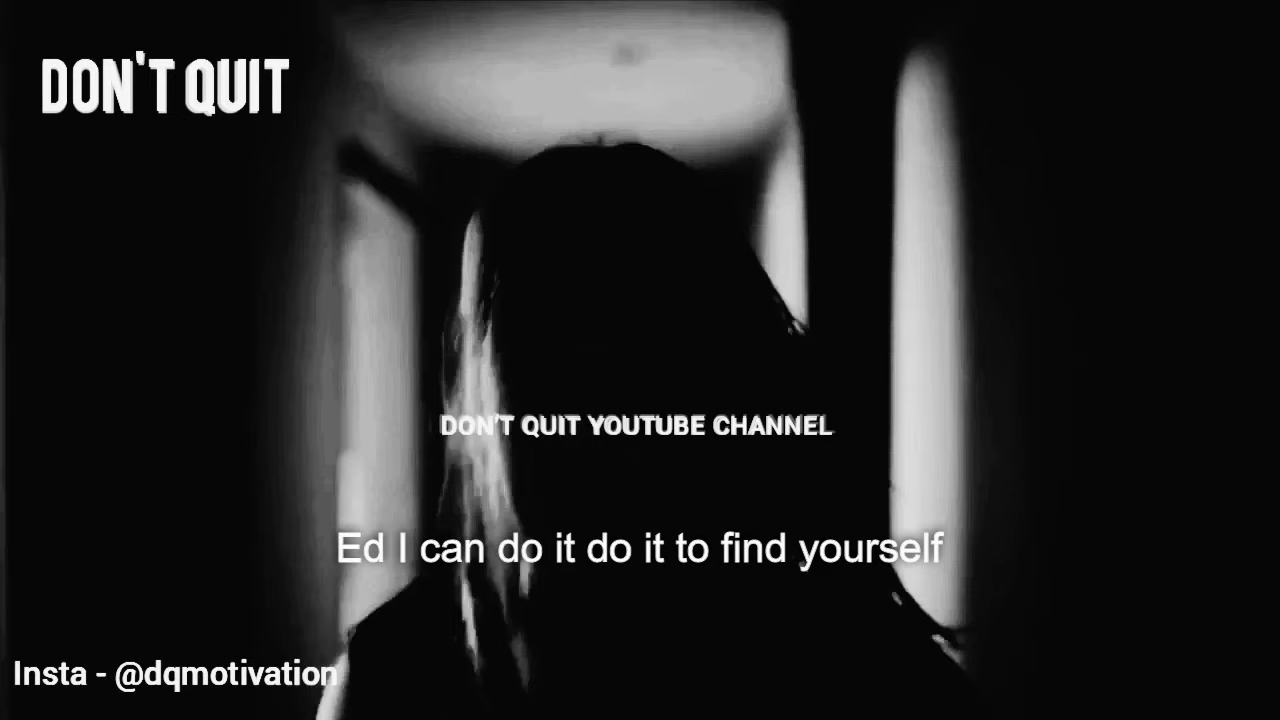 DON'T QUIT
DON'T QUIT YOUTUBE CHANNEL
Ed I can do it do it to find yourself
Insta - @dqmotivation